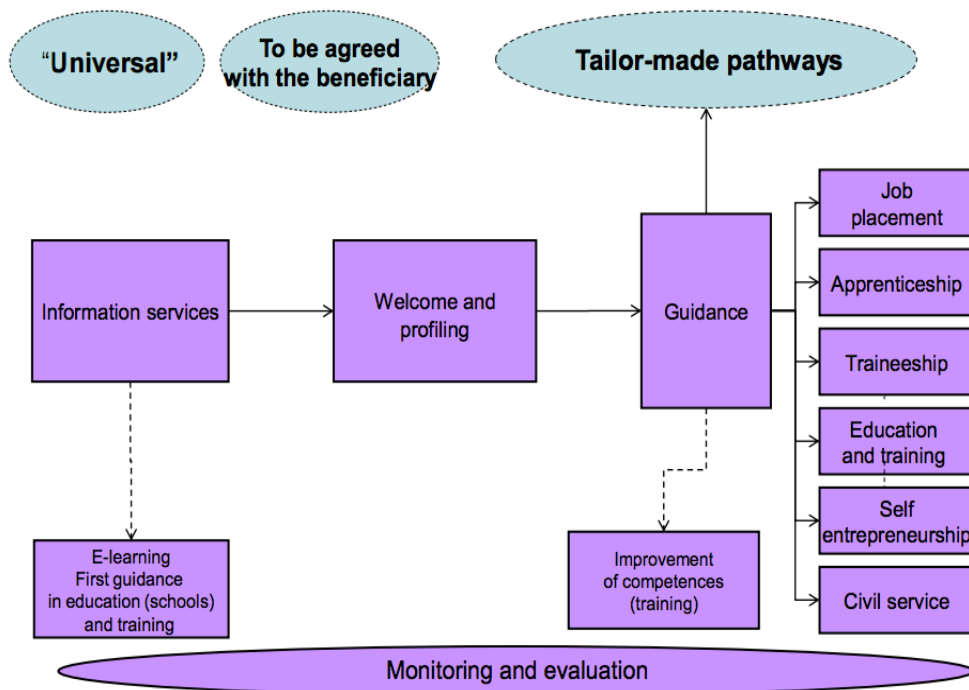 “Universal”
To be agreed
with the beneficiary
Tailor-made pathways
Job
placement
Information services
Welcome and
profiling
Guidance
Apprenticeship
Traineeship
Education
and training
Self
entrepreneurship
Civil service
E-learning
First guidance
in education (schools)
and training
Improvement
of competences
(training)
Monitoring and evaluation